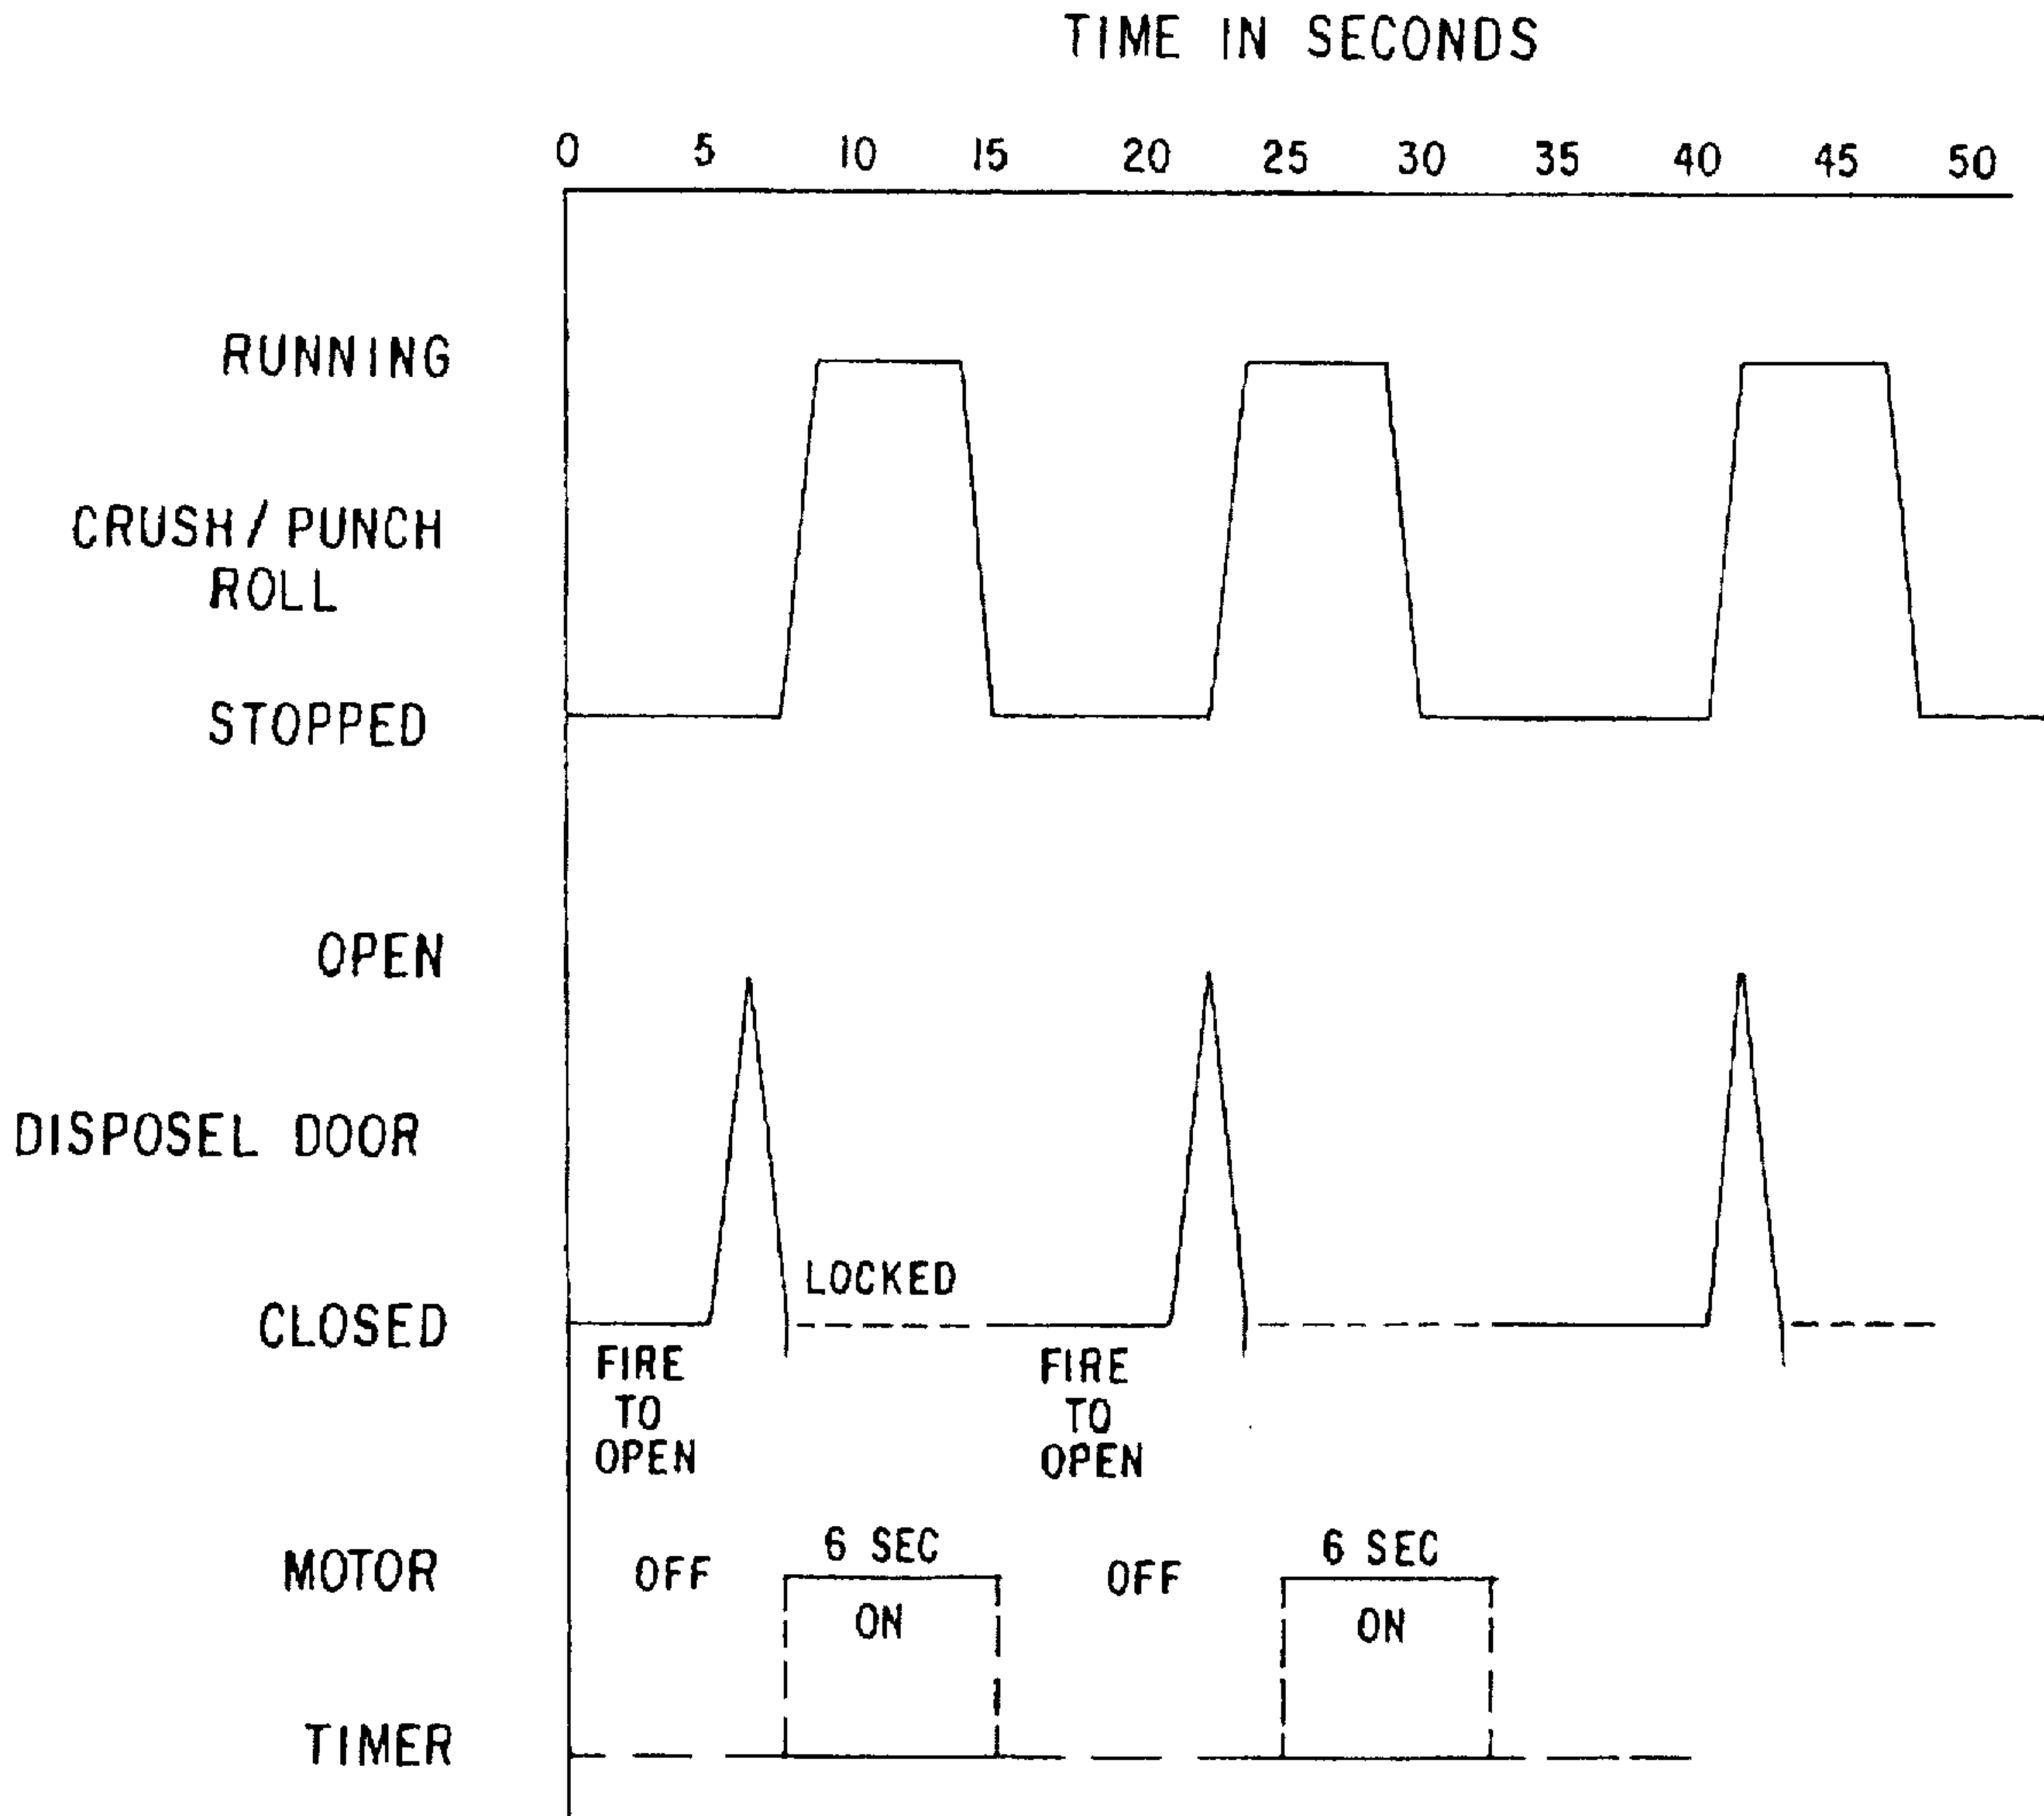 TIME IN SECONDS
0 5 10 15 20 25 30 35 40 45 50
RUNNING
CRUSH/PUNCH
ROLL
STOPPED
OPEN
DISPOSEL DOOR
LOCKED
CLOSED
FIRE
TO
OPEN
FIRE
TO
OPEN
MOTOR
OFF
6 SEC
ON
OFF
6 SEC
ON
TIMER